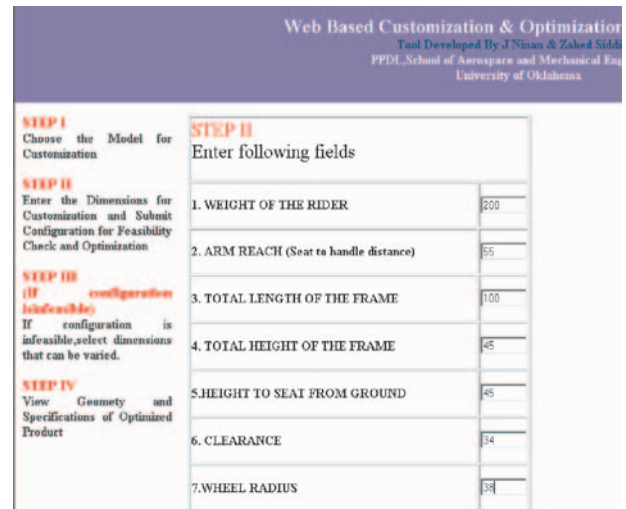 Web Based Customization & Optimization
Tool Developed By J Ninan & Zahed Siddi
PPDL,School of Aerospace and Mechanical Eng
University of Oklahoma
STEP I
Choose the Model for
Customization
STEP II
Enter the Dimensions for
Customization and Submit
Configuration for Feasibility
Check and Optimization
STEP III
(If configuration
isinfeasible)
If configuration is
infeasible,select dimensions
that can be varied.
STEP IV
View Geomety and
Specifications of Optimized
Product
STEP II
Enter following fields
1. WEIGHT OF THE RIDER 200
2. ARM REACH (Seat to handle distance) 55
3. TOTAL LENGTH OF THE FRAME 100
4. TOTAL HEIGHT OF THE FRAME 45
5.HEIGHT TO SEAT FROM GROUND 45
6. CLEARANCE 34
7.WHEEL RADIUS 38